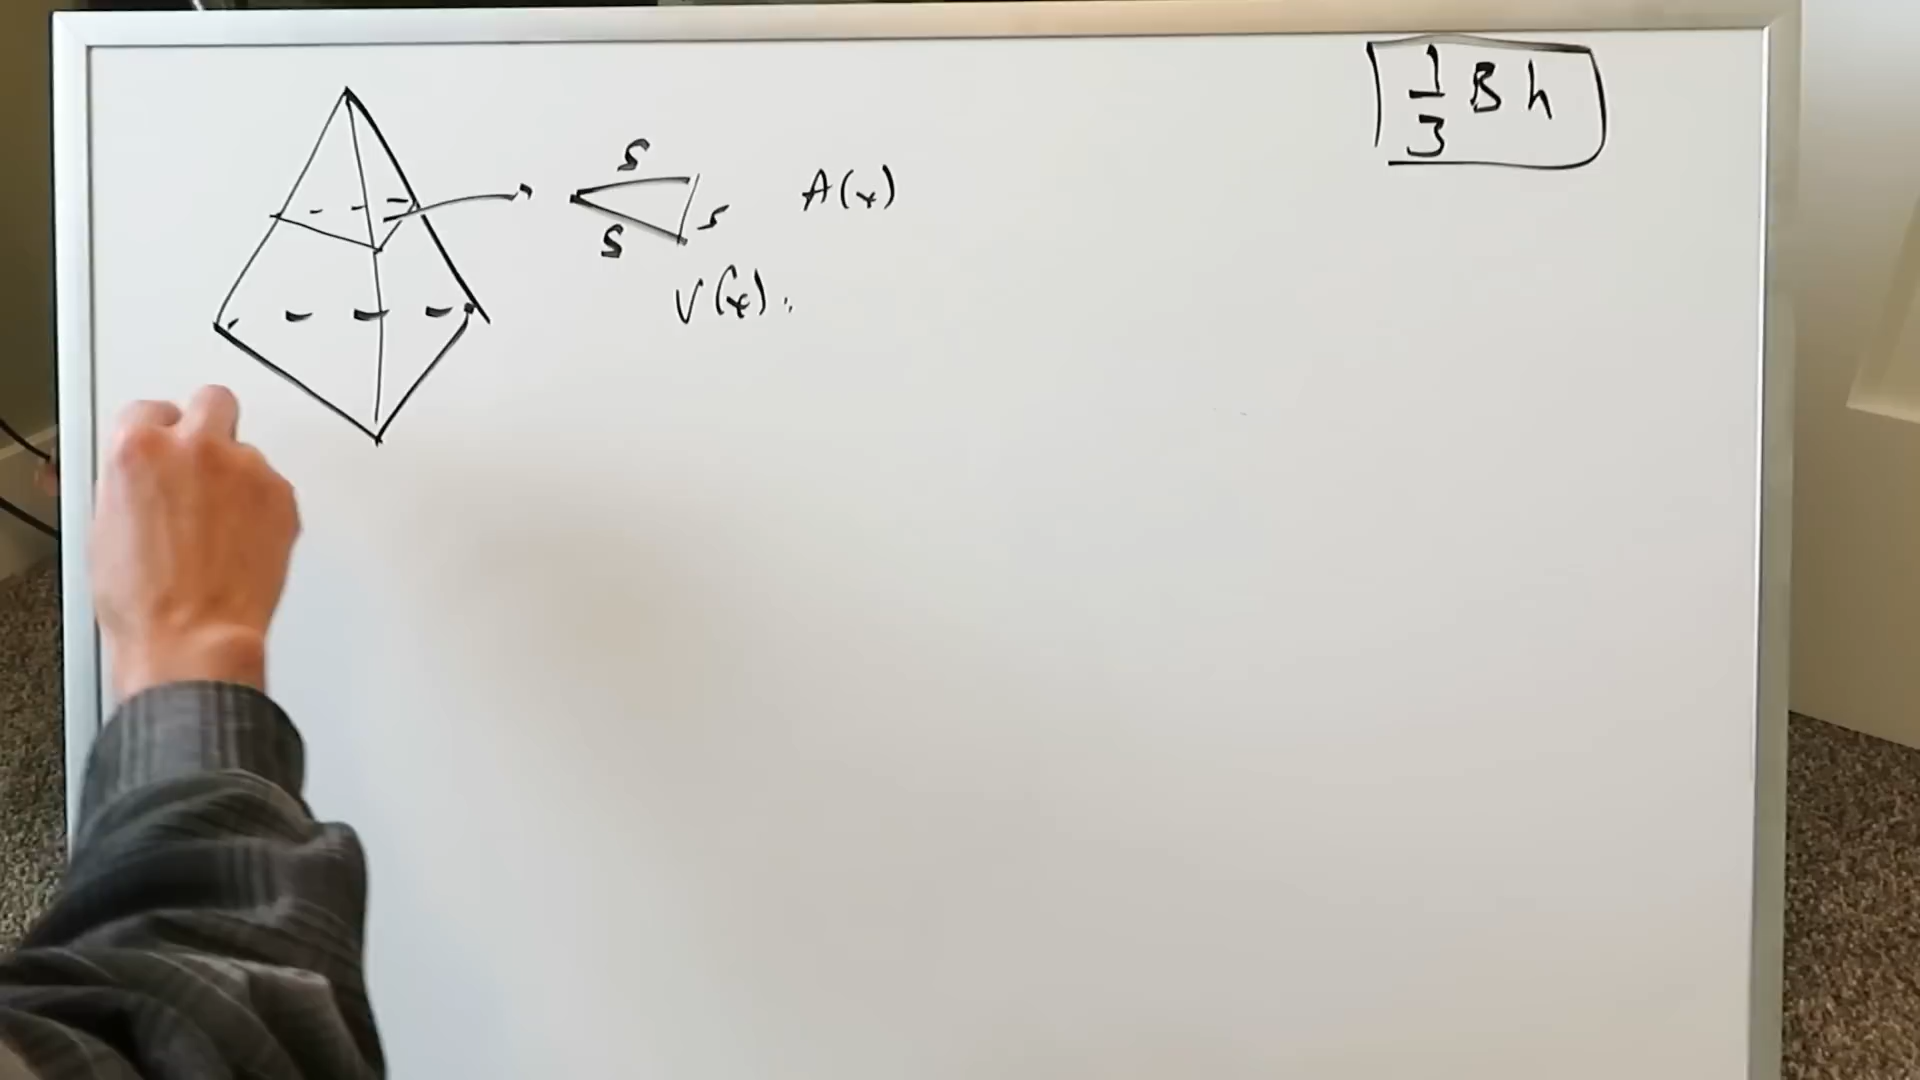 1/3 B h
s
s
s
A(x)
V(x) :